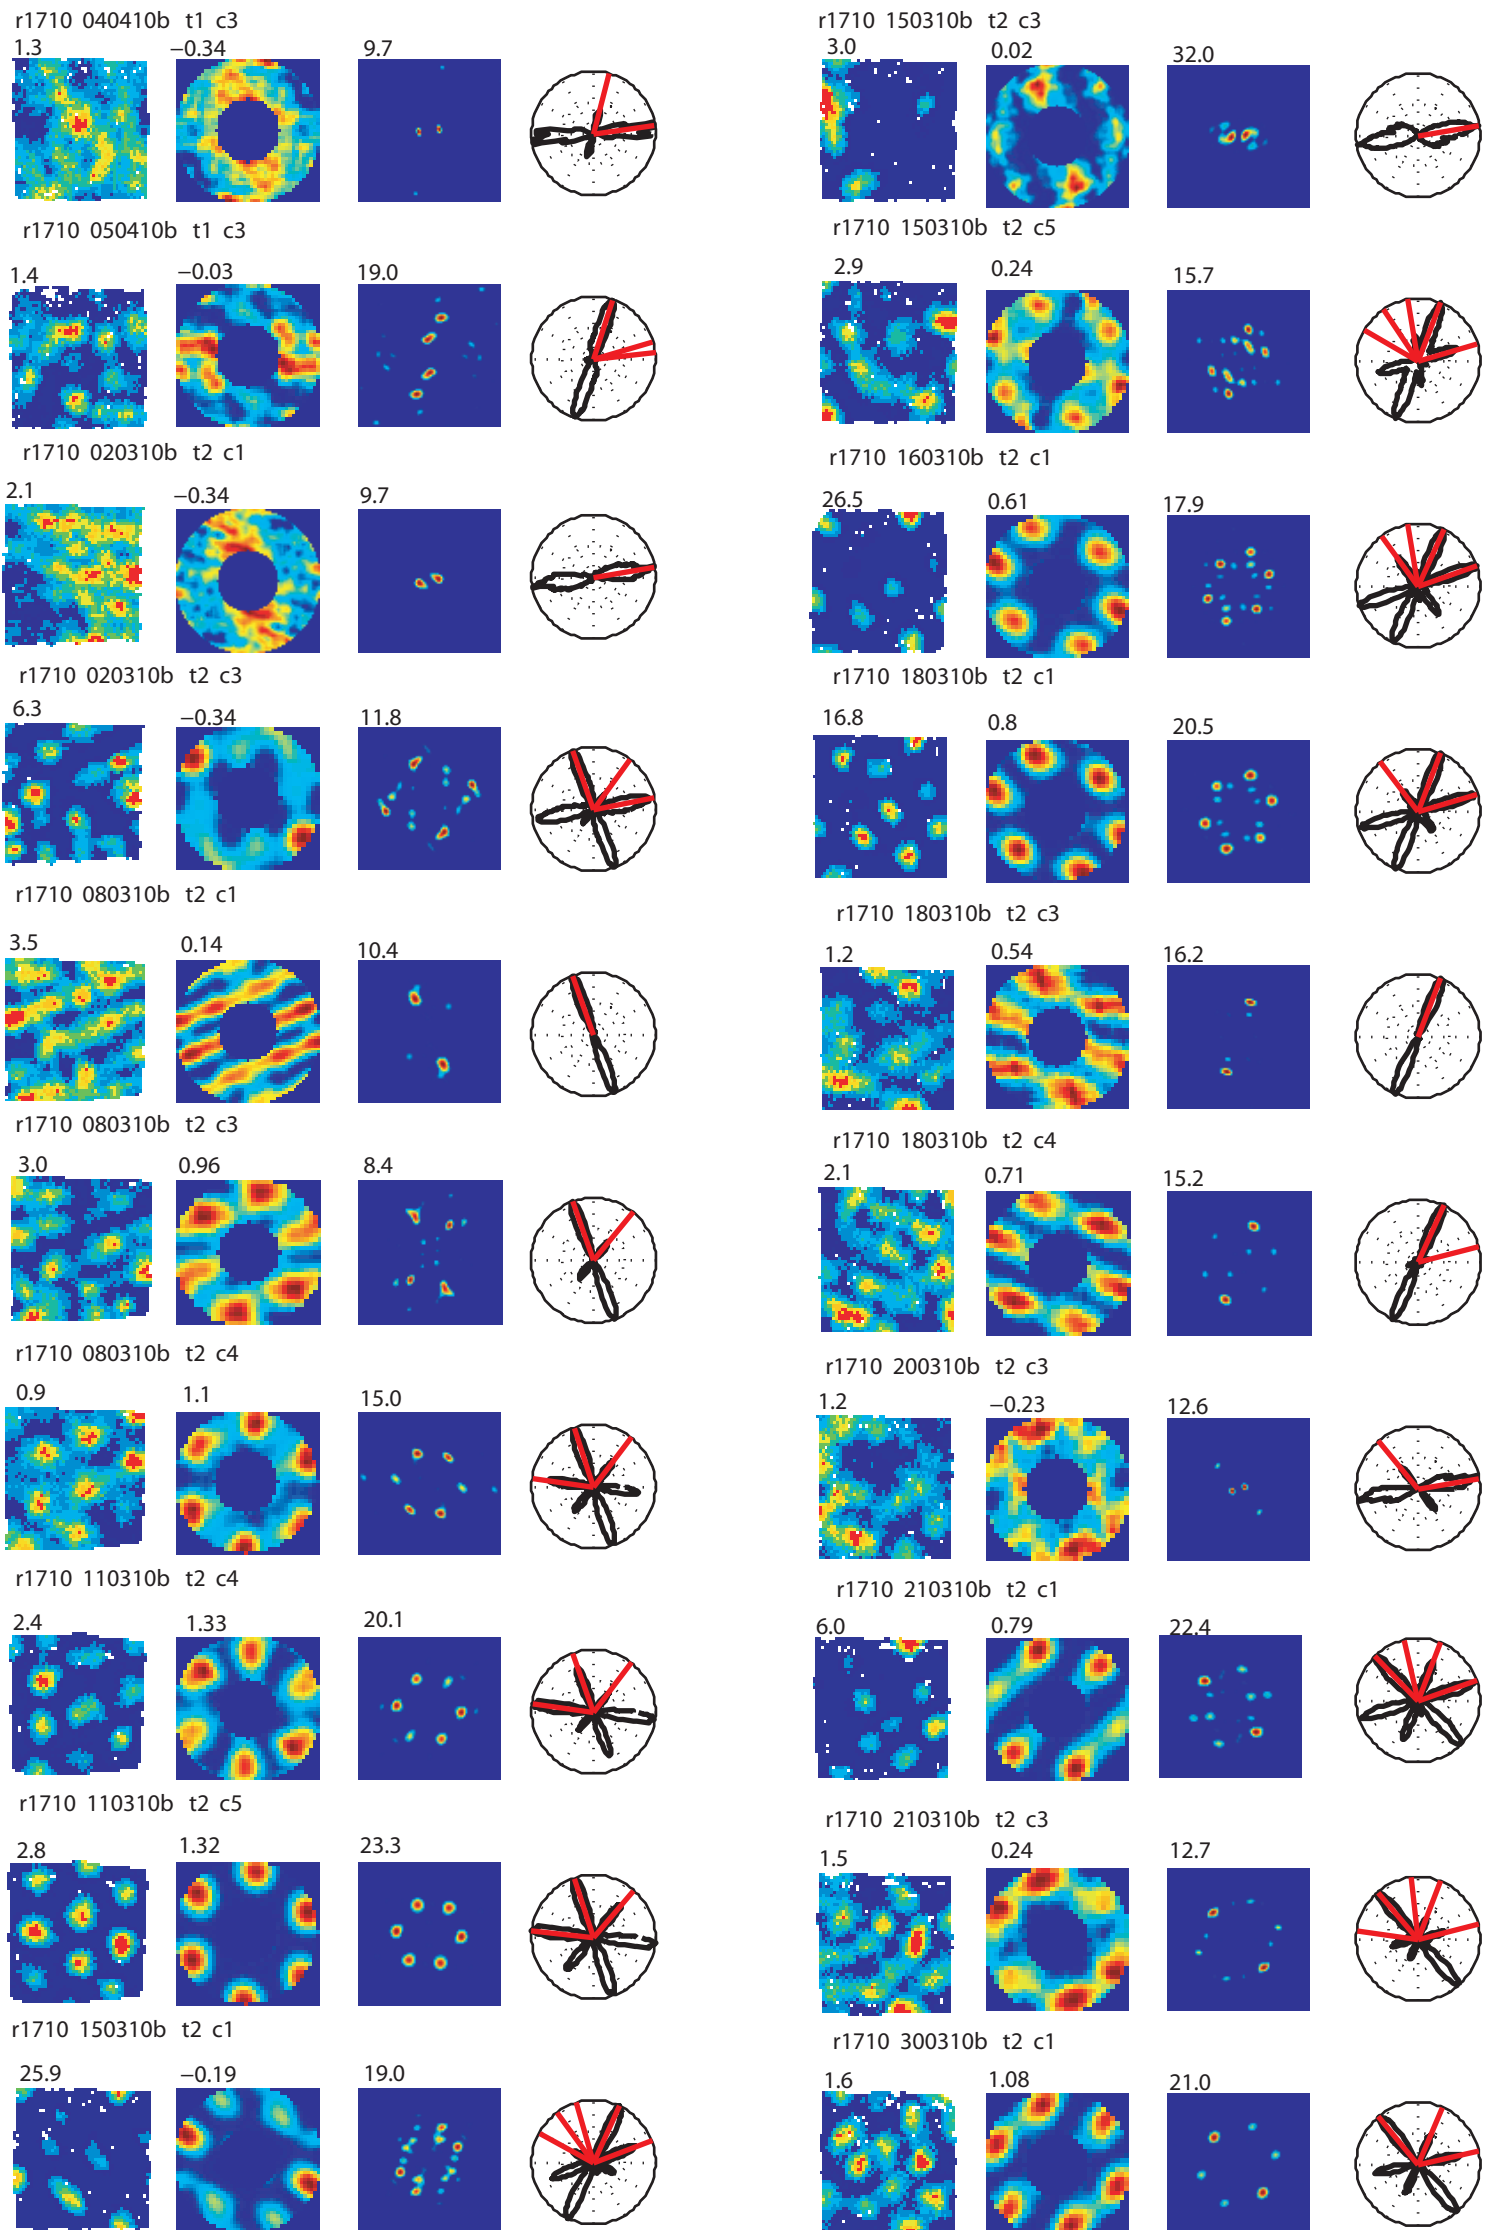 r1710 040410b t1 c3
1.3 −0.34 9.7
r1710 050410b t1 c3
1.4 −0.03 19.0
r1710 020310b t2 c1
2.1 −0.34 9.7
r1710 020310b t2 c3
6.3 −0.34 11.8
r1710 080310b t2 c1
3.5 0.14 10.4
r1710 080310b t2 c3
3.0 0.96 8.4
r1710 080310b t2 c4
0.9 1.1 15.0
r1710 110310b t2 c4
2.4 1.33 20.1
r1710 110310b t2 c5
2.8 1.32 23.3
r1710 150310b t2 c1
25.9 −0.19 19.0
r1710 150310b t2 c3
3.0 0.02 32.0
r1710 150310b t2 c5
2.9 0.24 15.7
r1710 160310b t2 c1
26.5 0.61 17.9
r1710 180310b t2 c1
16.8 0.8 20.5
r1710 180310b t2 c3
1.2 0.54 16.2
r1710 180310b t2 c4
2.1 0.71 15.2
r1710 200310b t2 c3
1.2 −0.23 12.6
r1710 210310b t2 c1
6.0 0.79 22.4
r1710 210310b t2 c3
1.5 0.24 12.7
r1710 300310b t2 c1
1.6 1.08 21.0